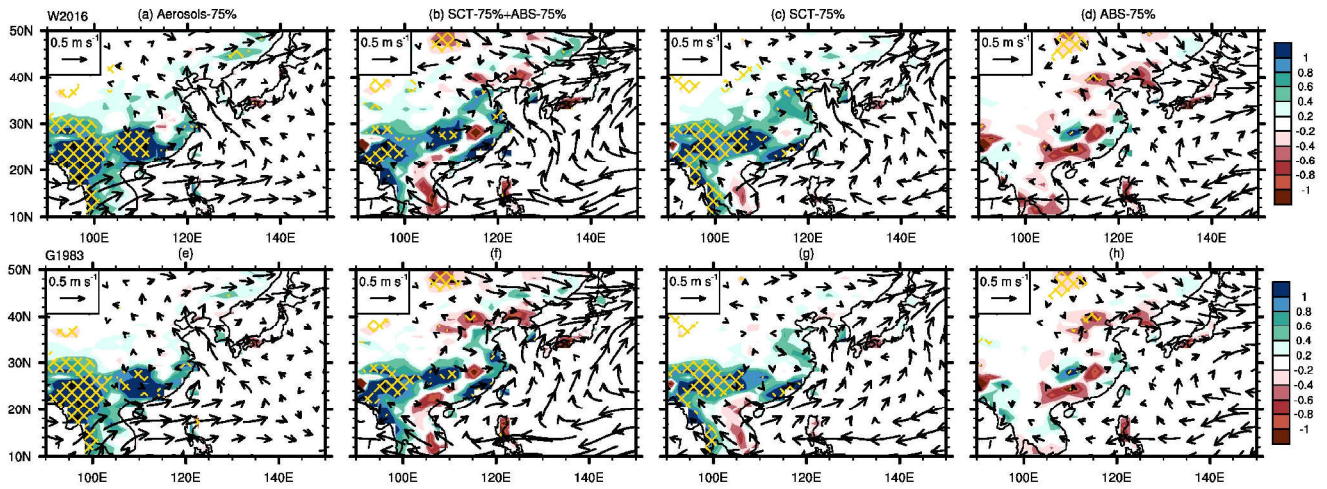 W2016 (a) Aerosols-75% (b) SCT-75%+ABS-75% (c) SCT-75% (d) ABS-75%
50N 0.5 m s⁻¹ 0.5 m s⁻¹ 0.5 m s⁻¹ 0.5 m s⁻¹
40N
30N
20N
10N
1
0.8
0.6
0.4
0.2
-0.2
-0.4
-0.6
-0.8
-1
100E 120E 140E 100E 120E 140E 100E 120E 140E 100E 120E 140E
G1983 (e) (f) (g) (h)
50N 0.5 m s⁻¹ 0.5 m s⁻¹ 0.5 m s⁻¹ 0.5 m s⁻¹
40N
30N
20N
10N
1
0.8
0.6
0.4
0.2
-0.2
-0.4
-0.6
-0.8
-1
100E 120E 140E 100E 120E 140E 100E 120E 140E 100E 120E 140E